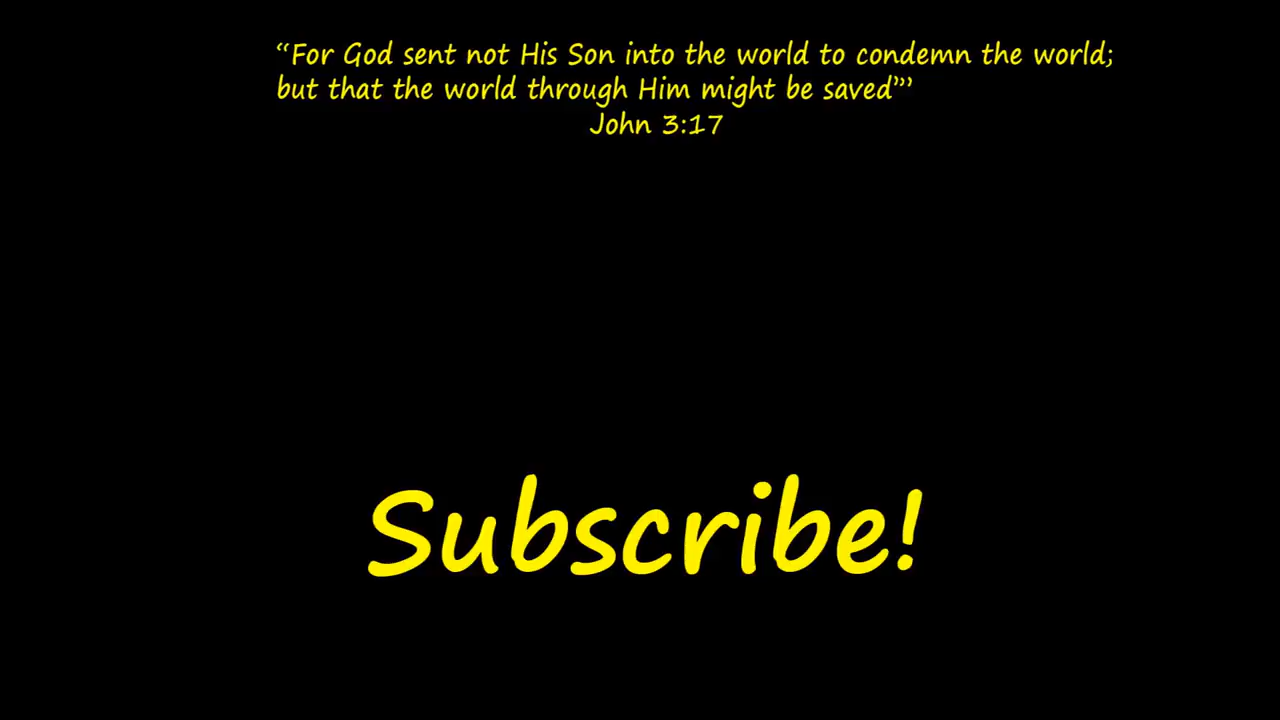 “For God sent not His Son into the world to condemn the world;
but that the world through Him might be saved”’
John 3:17
Subscribe!